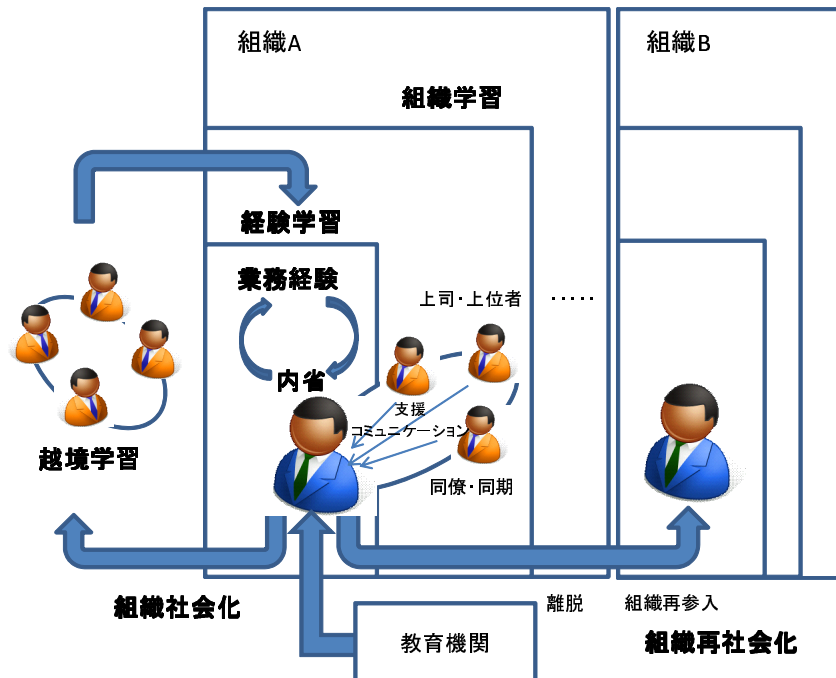 組織A
組織B
組織学習
経験学習
業務経験
上司・上位者
‥‥‥
内省
支援
コミュニケーション
越境学習
同僚・同期
組織社会化
離脱
組織再参入
教育機関
組織再社会化